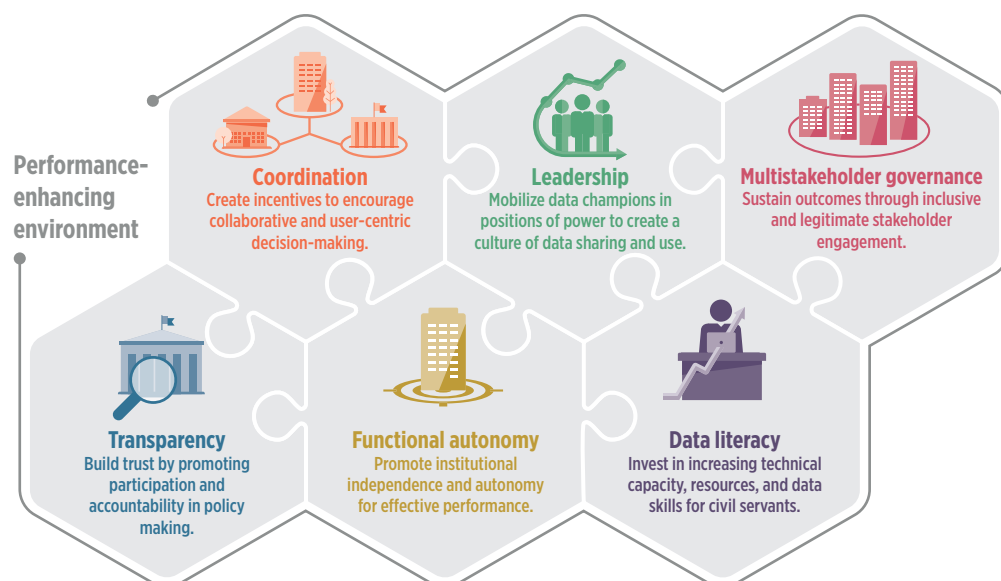 Performance-
enhancing
environment
Coordination
Create incentives to encourage
collaborative and user-centric
decision-making.
Leadership
Mobilize data champions in
positions of power to create a
culture of data sharing and use.
Multistakeholder governance
Sustain outcomes through inclusive
and legitimate stakeholder
engagement.
Transparency
Build trust by promoting
participation and
accountability in policy
making.
Functional autonomy
Promote institutional
independence and autonomy
for effective performance.
Data literacy
Invest in increasing technical
capacity, resources, and data
skills for civil servants.